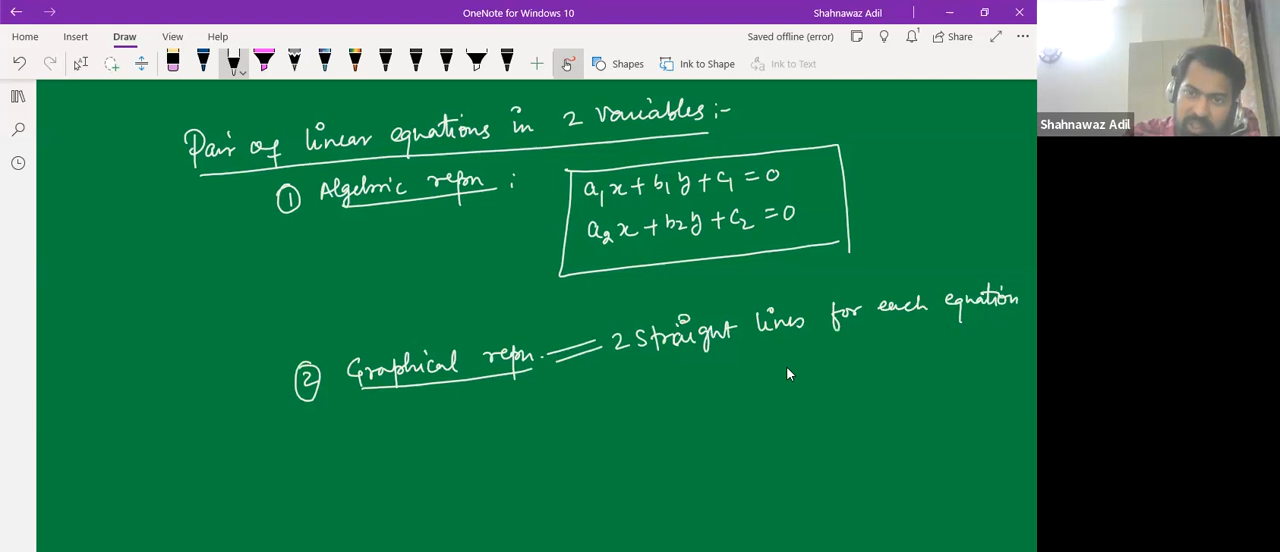 OneNote for Windows 10
Shahnawaz Adil
Home Insert Draw View Help
Saved offline (error)
Share
Shapes
Ink to Shape
Ink to Text
Shahnawaz Adil
Pair of linear equations in 2 variables :-
① Algebric repn :
a₁x + b₁y + c₁ = 0
a₂x + b₂y + c₂ = 0
② Graphical repn. = 2 Straight lines for each equation